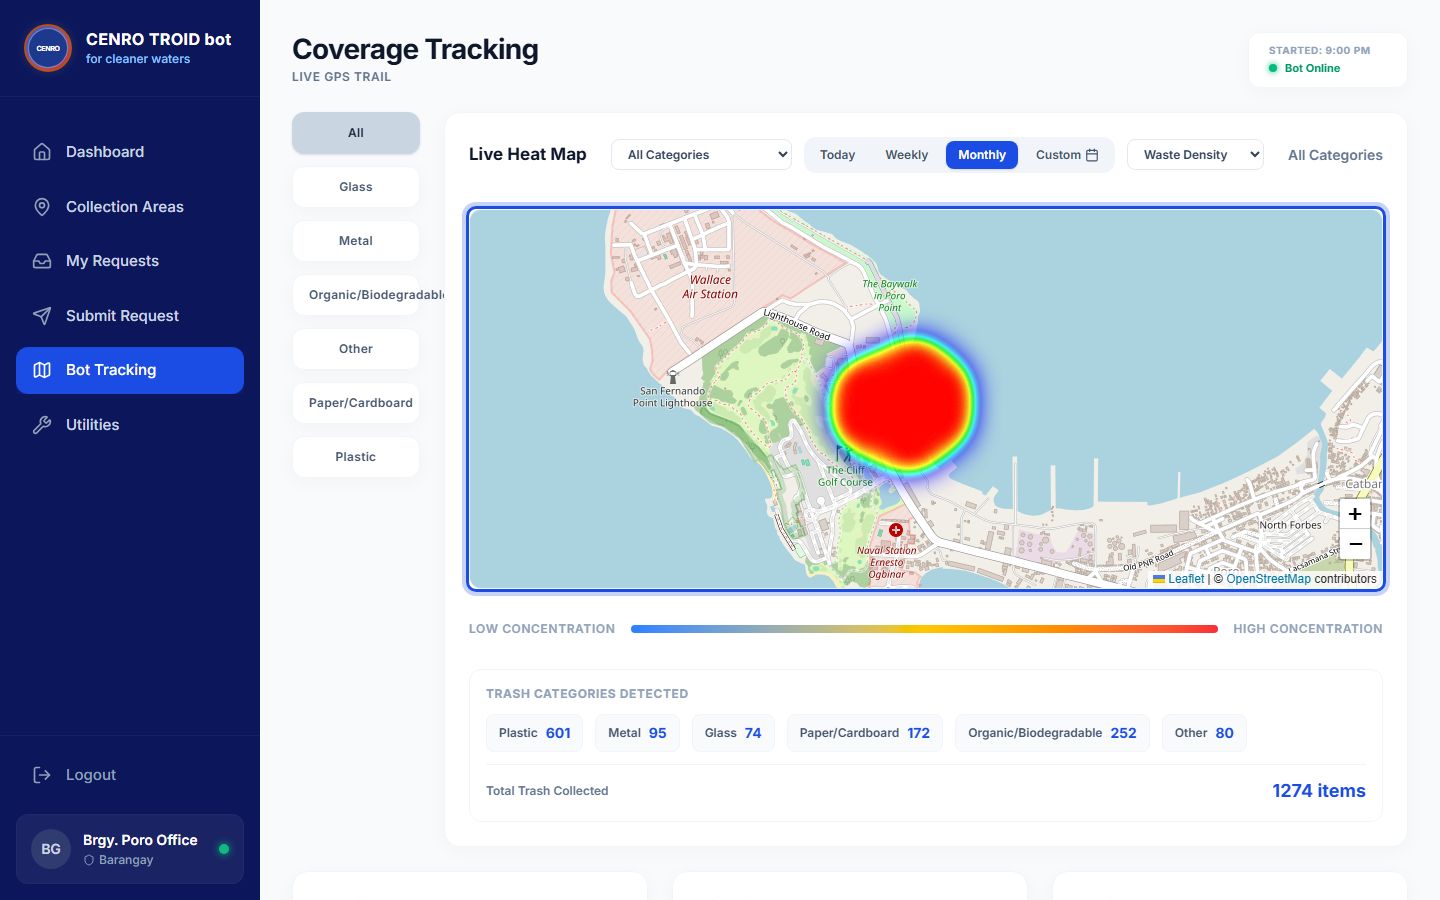 CENRO
CENRO TROID bot
for cleaner waters
Dashboard
Collection Areas
My Requests
Submit Request
Bot Tracking
Utilities
Logout
BG
Brgy. Poro Office
Barangay
Coverage Tracking
LIVE GPS TRAIL
STARTED: 9:00 PM
Bot Online
All
Glass
Metal
Organic/Biodegradable
Other
Paper/Cardboard
Plastic
Live Heat Map
All Categories
Today
Weekly
Monthly
Custom
Waste Density
All Categories
Wallace
Air Station
The Baywalk
in Poro
Point
Lighthouse Road
San Fernando
Point Lighthouse
The Cliff
Golf Course
Naval Station
Ernesto
Ogbinar
Old PNR Road
North Forbes
Catbar
+
−
Leaflet | © OpenStreetMap contributors
LOW CONCENTRATION
HIGH CONCENTRATION
TRASH CATEGORIES DETECTED
Plastic 601
Metal 95
Glass 74
Paper/Cardboard 172
Organic/Biodegradable 252
Other 80
Total Trash Collected
1274 items